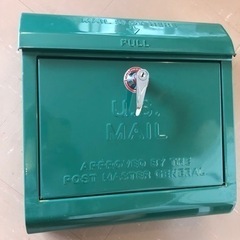 PULL
U.S.
MAIL
APPROVED BY THE
POST MASTER GENERAL